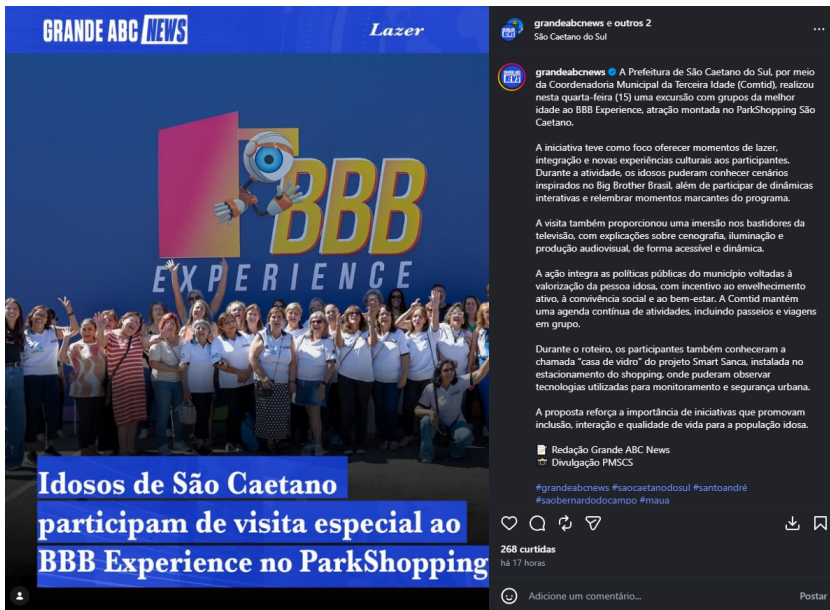 GRANDE ABC NEWS
Lazer
BBB
EXPERIENCE
Idosos de São Caetano
participam de visita especial ao
BBB Experience no ParkShopping
grandeabcnews e outros 2
São Caetano do Sul
grandeabcnews A Prefeitura de São Caetano do Sul, por meio
da Coordenadoria Municipal da Terceira Idade (Comtid), realizou
nesta quarta-feira (15) uma excursão com grupos da melhor
idade ao BBB Experience, atração montada no ParkShopping São
Caetano.
A iniciativa teve como foco oferecer momentos de lazer,
integração e novas experiências culturais aos participantes.
Durante a atividade, os idosos puderam conhecer cenários
inspirados no Big Brother Brasil, além de participar de dinâmicas
interativas e relembrar momentos marcantes do programa.
A visita também proporcionou uma imersão nos bastidores da
televisão, com explicações sobre cenografia, iluminação e
produção audiovisual, de forma acessível e dinâmica.
A ação integra as políticas públicas do município voltadas à
valorização da pessoa idosa, com incentivo ao envelhecimento
ativo, à convivência social e ao bem-estar. A Comtid mantém
uma agenda contínua de atividades, incluindo passeios e viagens
em grupo.
Durante o roteiro, os participantes também conheceram a
chamada “casa de vidro” do projeto Smart Sanca, instalada no
estacionamento do shopping, onde puderam observar
tecnologias utilizadas para monitoramento e segurança urbana.
A proposta reforça a importância de iniciativas que promovam
inclusão, interação e qualidade de vida para a população idosa.
Redação Grande ABC News
Divulgação PMSCS
#grandeabcnews #saocaetanodosul #santoandré
#saobernardodocampo #maua
268 curtidas
há 17 horas
Adicione um comentário...
Postar